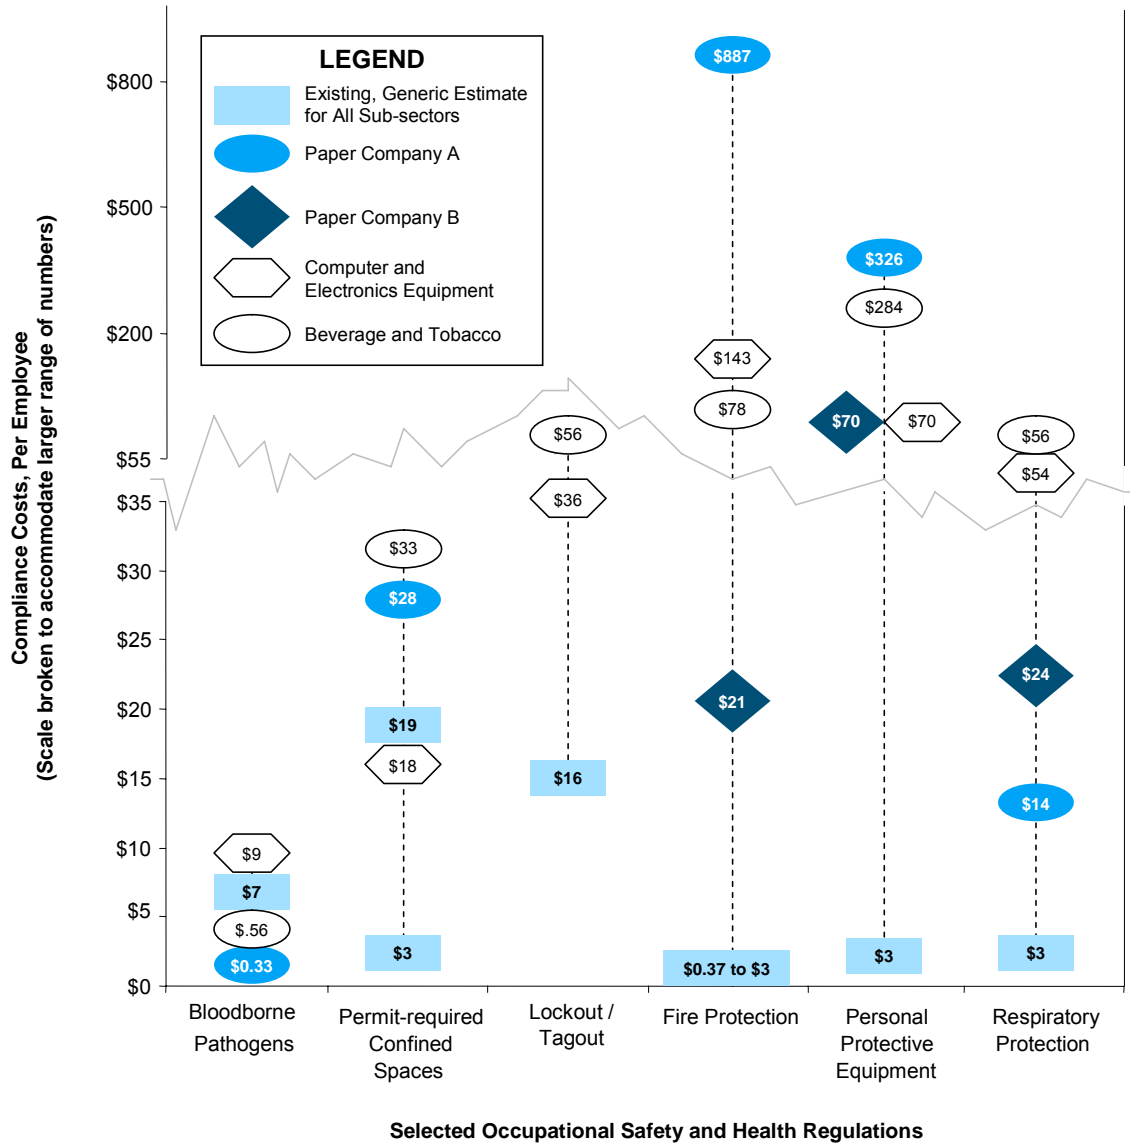 LEGEND
Existing, Generic Estimate
for All Sub-sectors
Paper Company A
Paper Company B
Computer and
Electronics Equipment
Beverage and Tobacco
Compliance Costs, Per Employee
(Scale broken to accommodate larger range of numbers)
$800
$500
$200
$55
$35
$30
$25
$20
$15
$10
$5
$0
$9
$7
$.56
$0.33
$33
$28
$19
$18
$3
$56
$36
$16
$887
$143
$78
$21
$0.37 to $3
$326
$284
$70
$70
$3
$56
$54
$24
$14
$3
Bloodborne
Pathogens
Permit-required
Confined
Spaces
Lockout /
Tagout
Fire Protection
Personal
Protective
Equipment
Respiratory
Protection
Selected Occupational Safety and Health Regulations